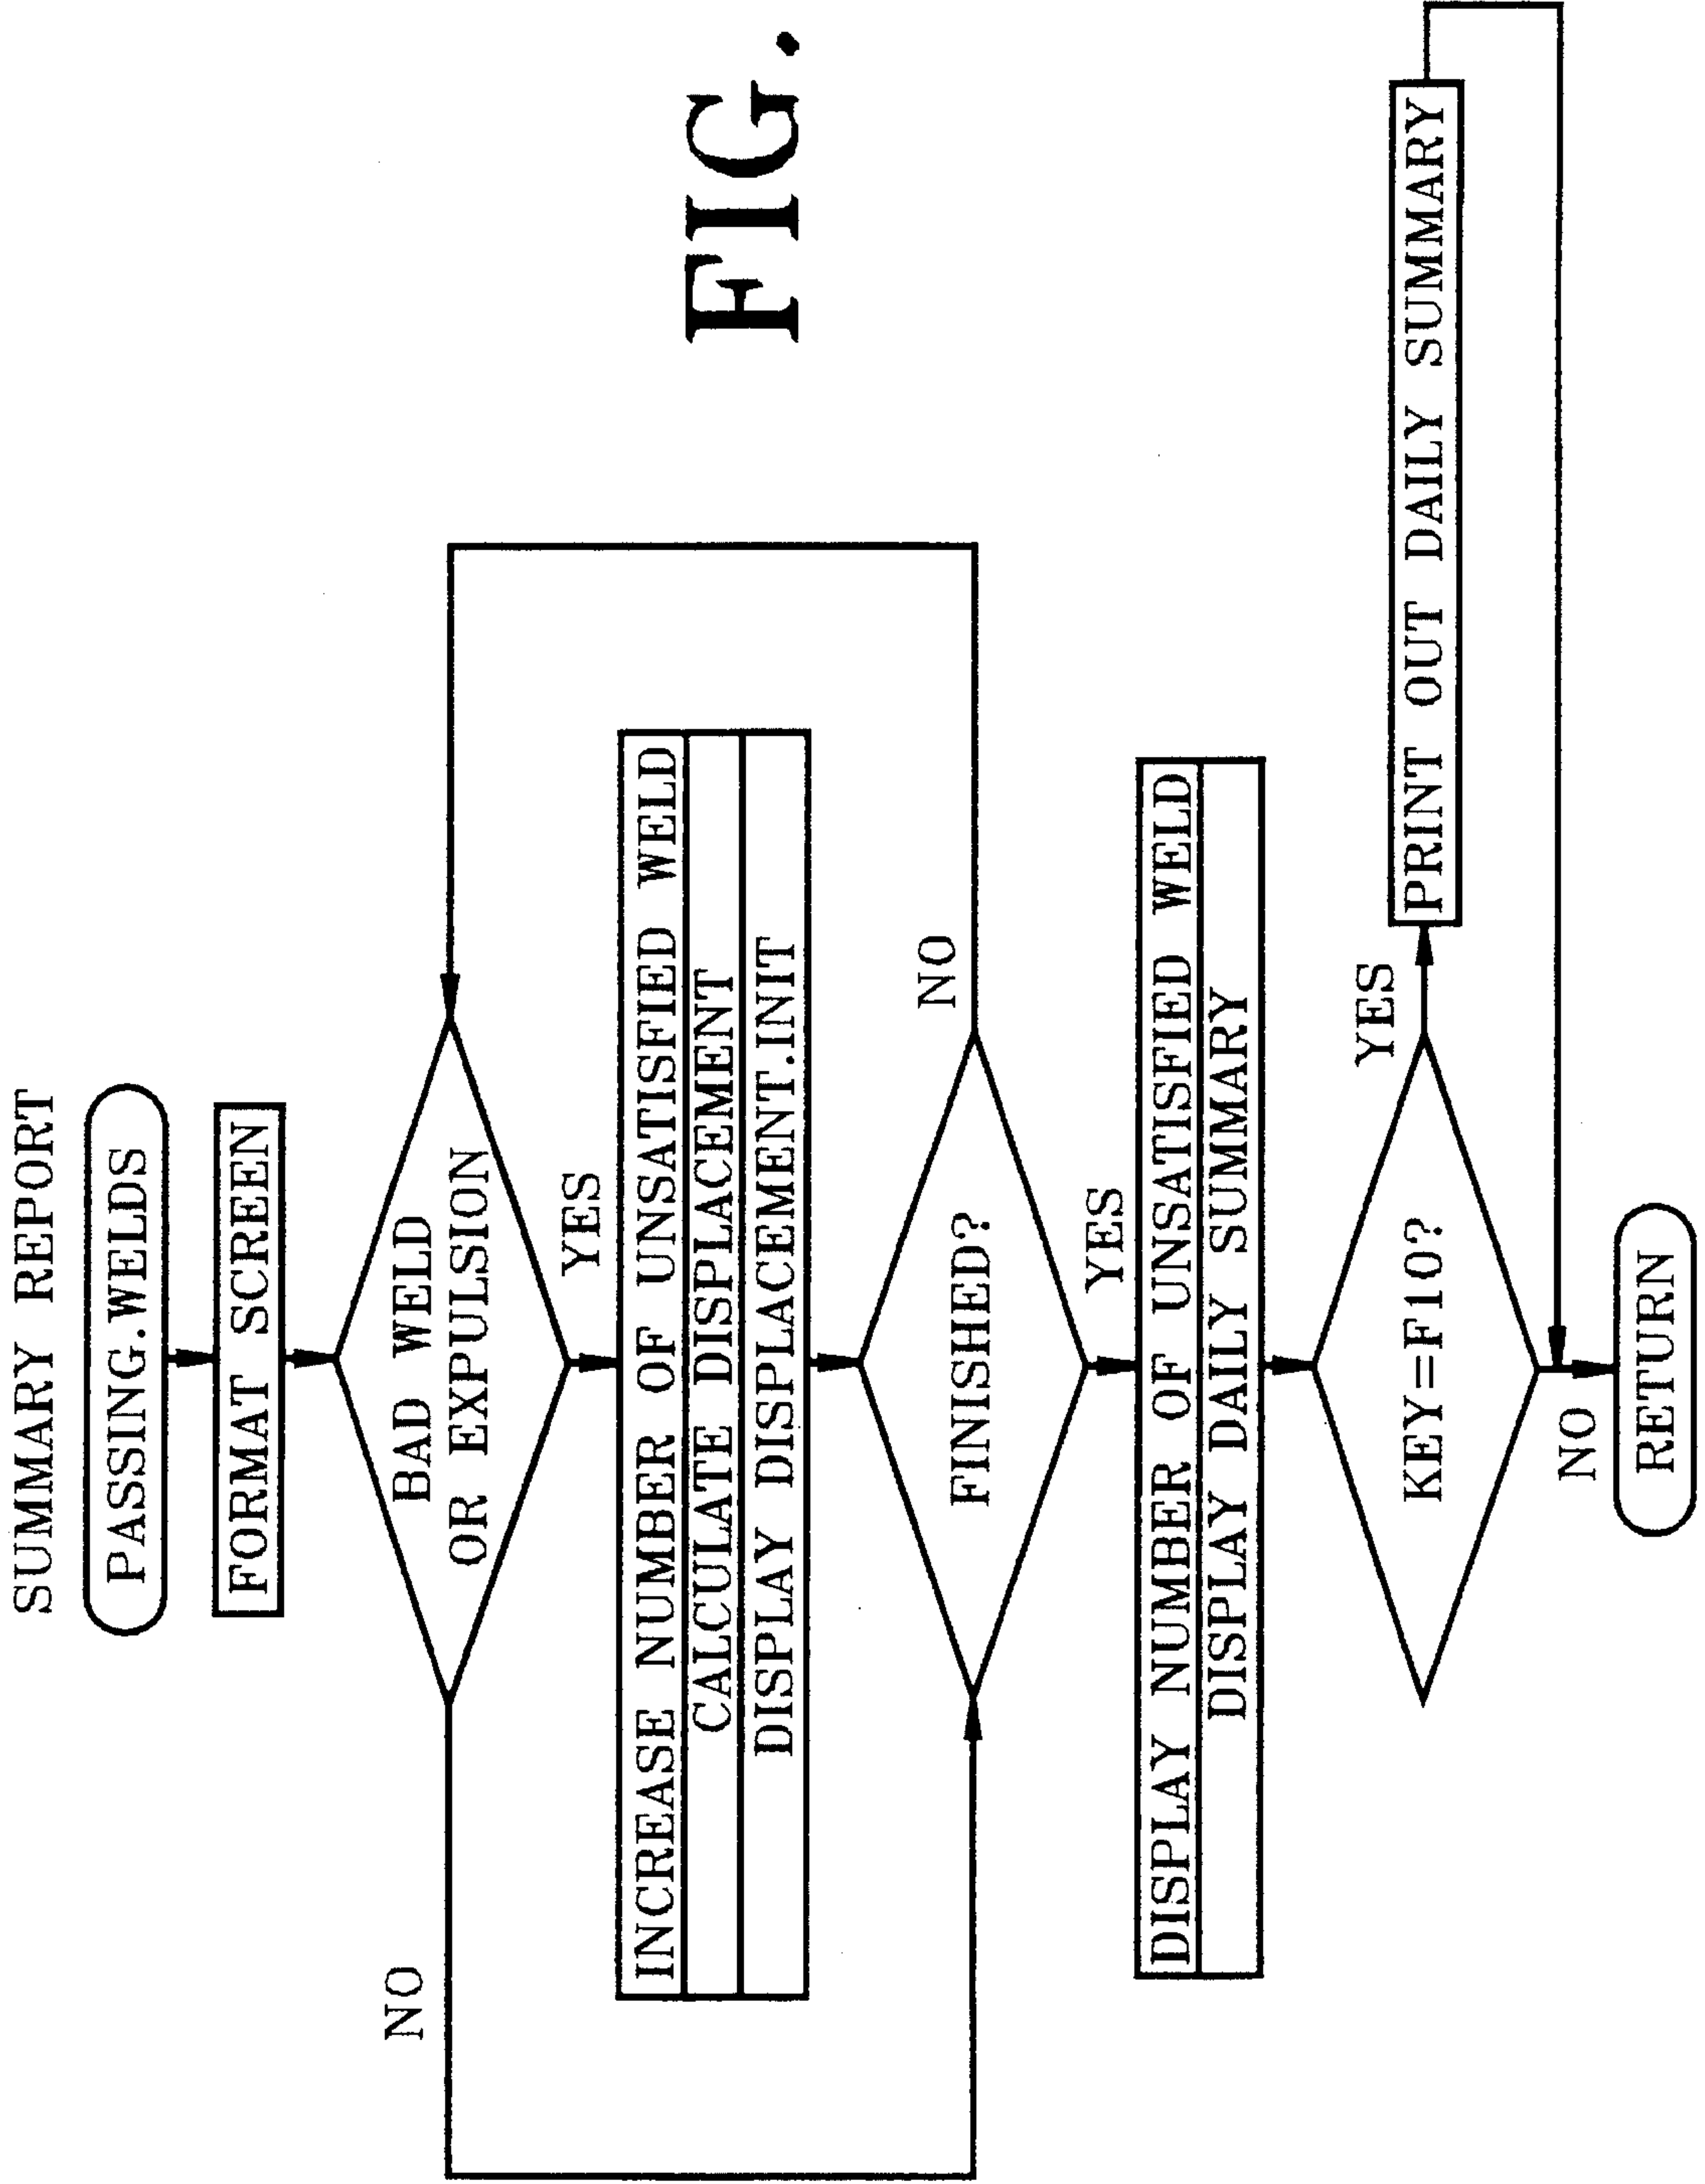 SUMMARY REPORT
PASSING.WELDS
FORMAT SCREEN
BAD WELD
OR EXPULSION
NO
YES
INCREASE NUMBER OF UNSATISFIED WELD
CALCULATE DISPLACEMENT
DISPLAY DISPLACEMENT.INIT
FINISHED?
NO
YES
DISPLAY NUMBER OF UNSATISFIED WELD
DISPLAY DAILY SUMMARY
KEY=F10?
YES
PRINT OUT DAILY SUMMARY
NO
RETURN
FIG.